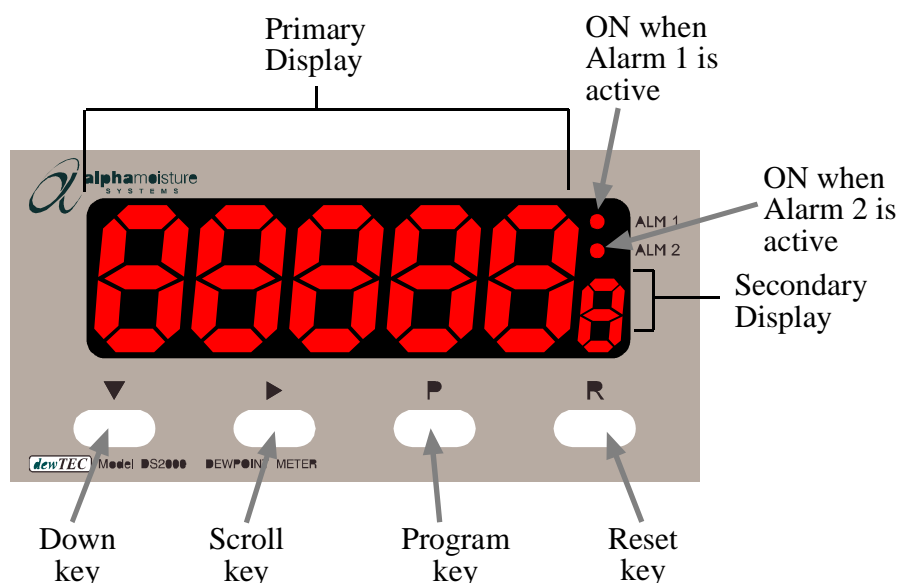 Primary
Display
ON when
Alarm 1 is
active
alphamoisture
SYSTEMS
ALM 1
ALM 2
ON when
Alarm 2 is
active
Secondary
Display
P
R
dewTEC Model DS2000 DEWPOINT METER
Down
key
Scroll
key
Program
key
Reset
key